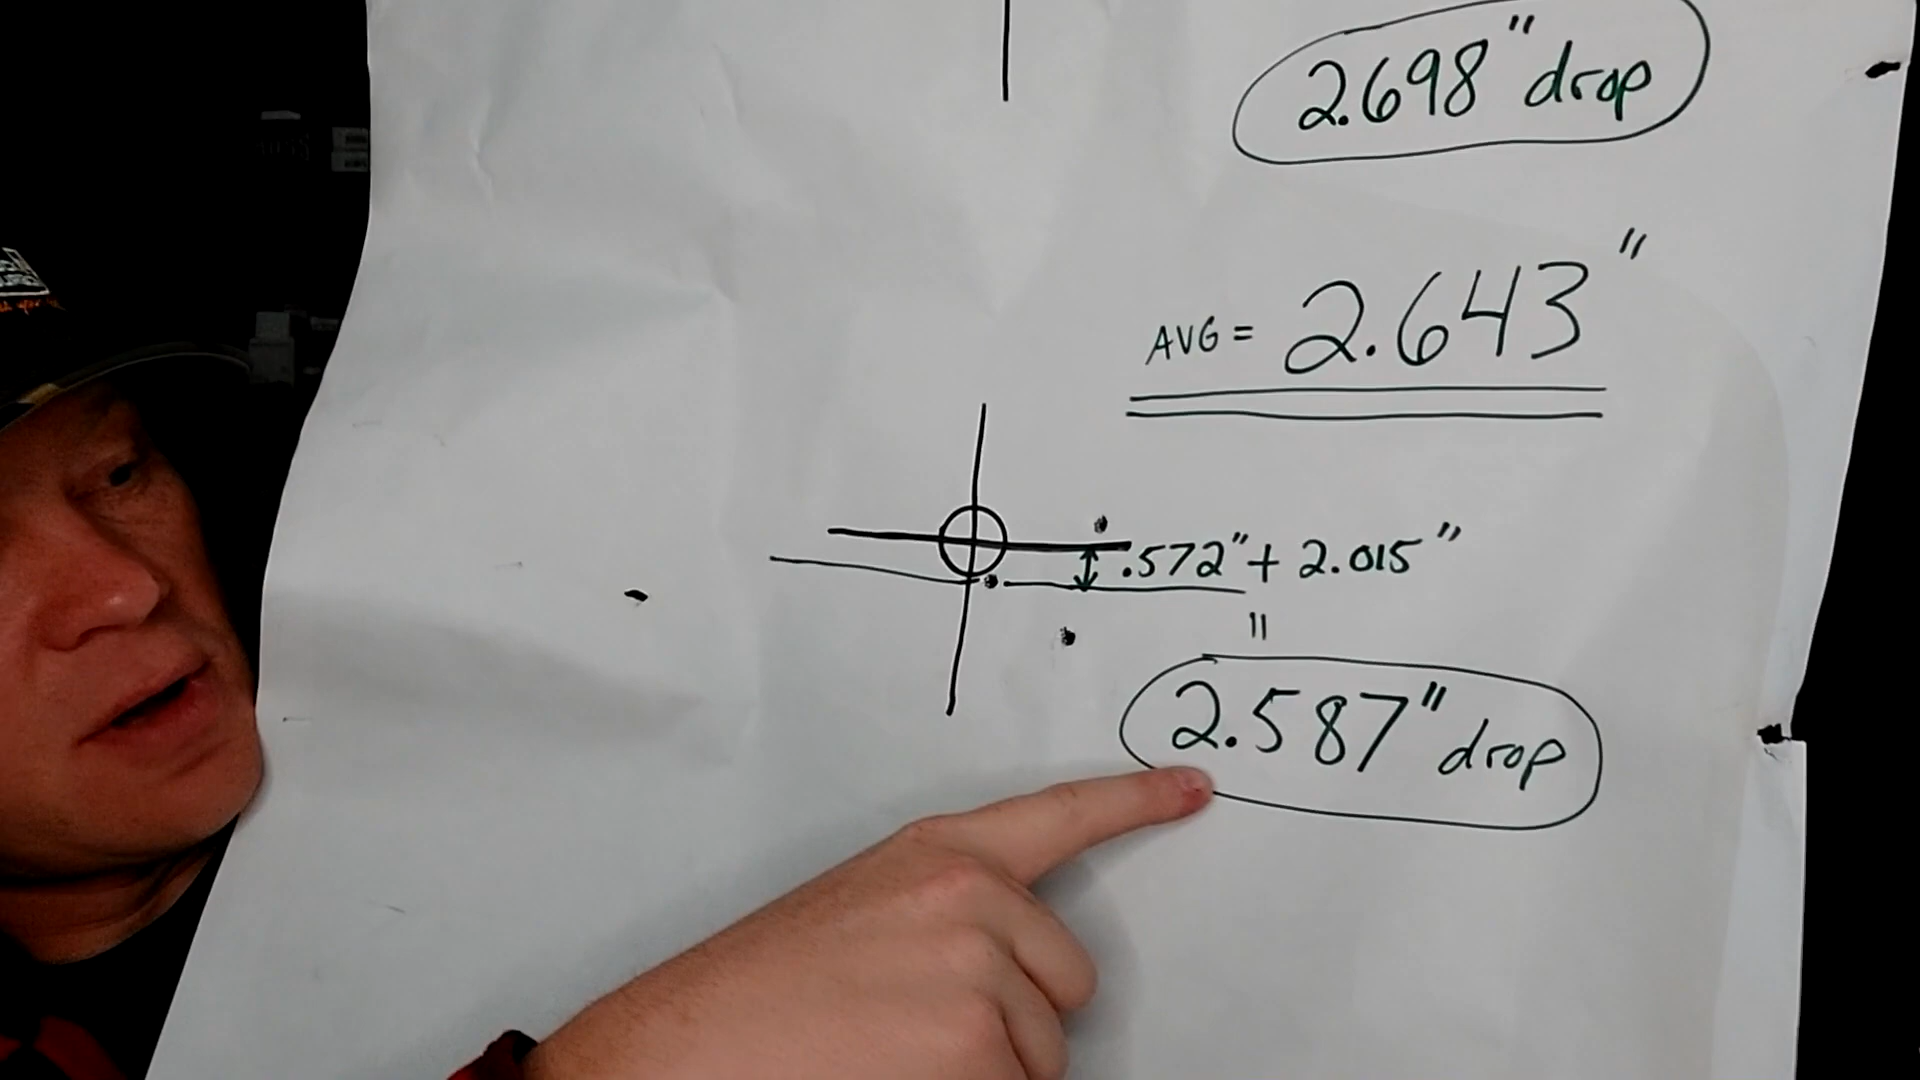 2.698" drop
AVG = 2.643"
.572" + 2.015"
=
2.587" drop